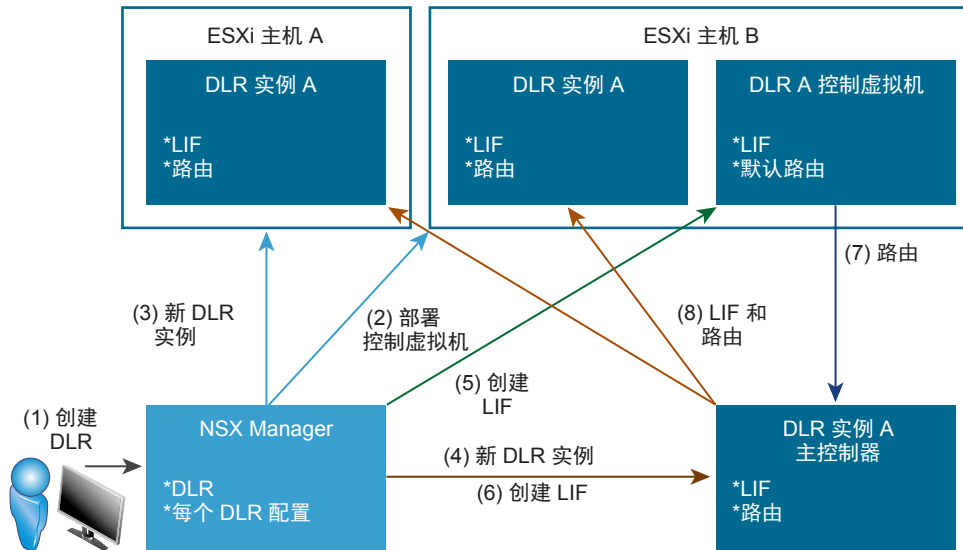 ESXi 主机 A
DLR 实例 A
*LIF
*路由
ESXi 主机 B
DLR 实例 A
*LIF
*路由
DLR A 控制虚拟机
*LIF
*默认路由
(3) 新 DLR
实例
(2) 部署
控制虚拟机
(7) 路由
(8) LIF 和
路由
(5) 创建
LIF
(1) 创建
DLR
NSX Manager
*DLR
*每个 DLR 配置
(4) 新 DLR 实例
(6) 创建 LIF
DLR 实例 A
主控制器
*LIF
*路由